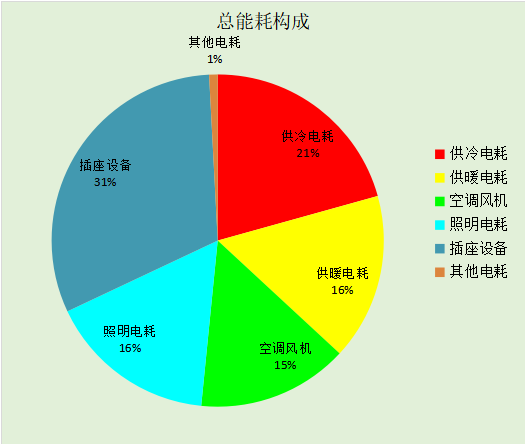 总能耗构成
其他电耗
1%
供冷电耗
21%
插座设备
31%
供暖电耗
16%
照明电耗
16%
空调风机
15%
供冷电耗
供暖电耗
空调风机
照明电耗
插座设备
其他电耗